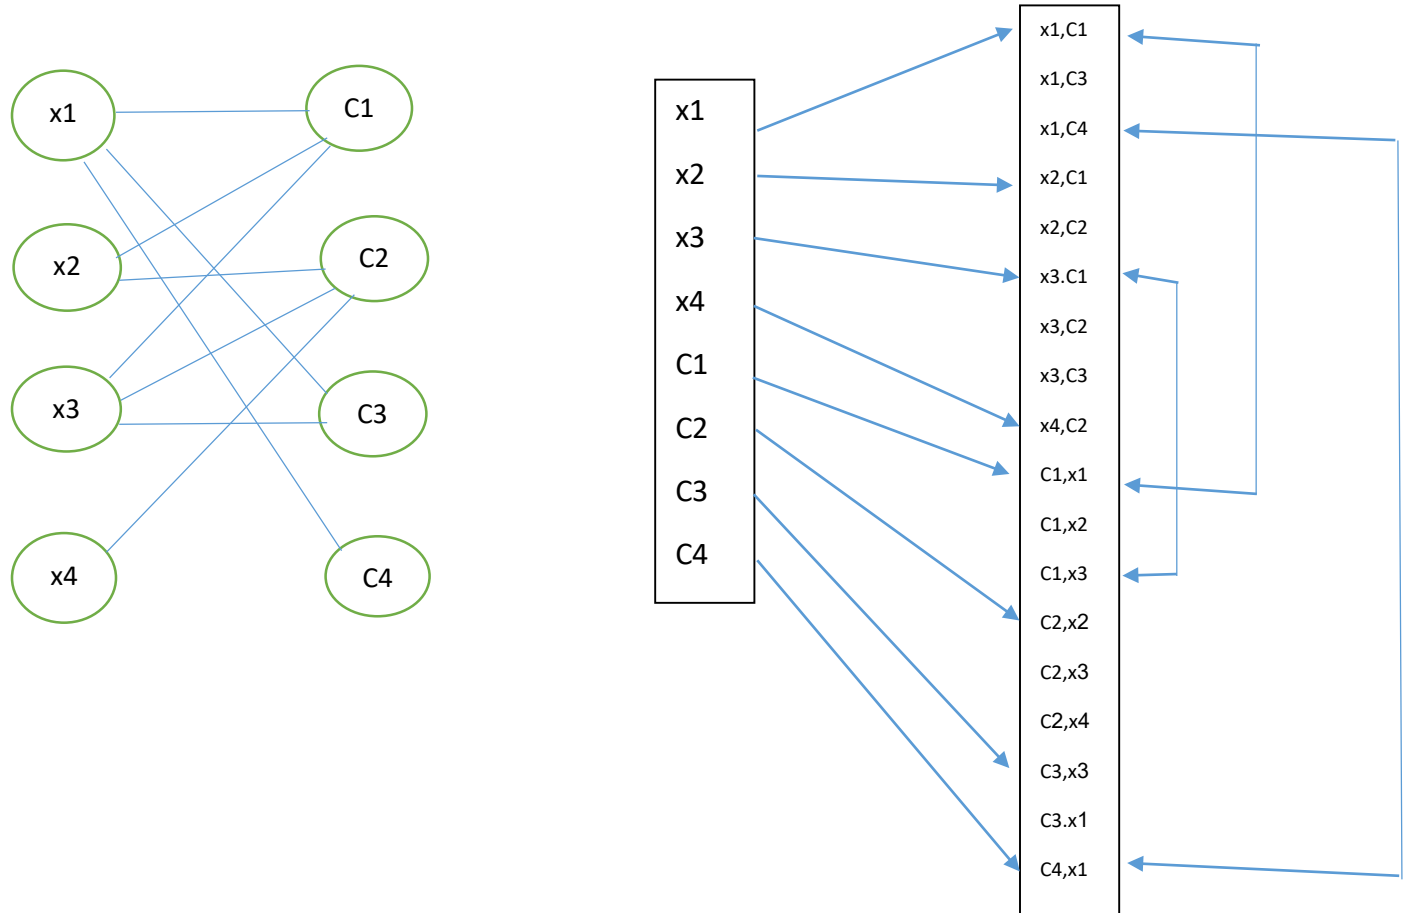 x1
C1
x2
C2
x3
C3
x4
C4
x1
x2
x3
x4
C1
C2
C3
C4
x1,C1
x1,C3
x1,C4
x2,C1
x2,C2
x3.C1
x3,C2
x3,C3
x4,C2
C1,x1
C1,x2
C1,x3
C2,x2
C2,x3
C2,x4
C3,x3
C3.x1
C4,x1